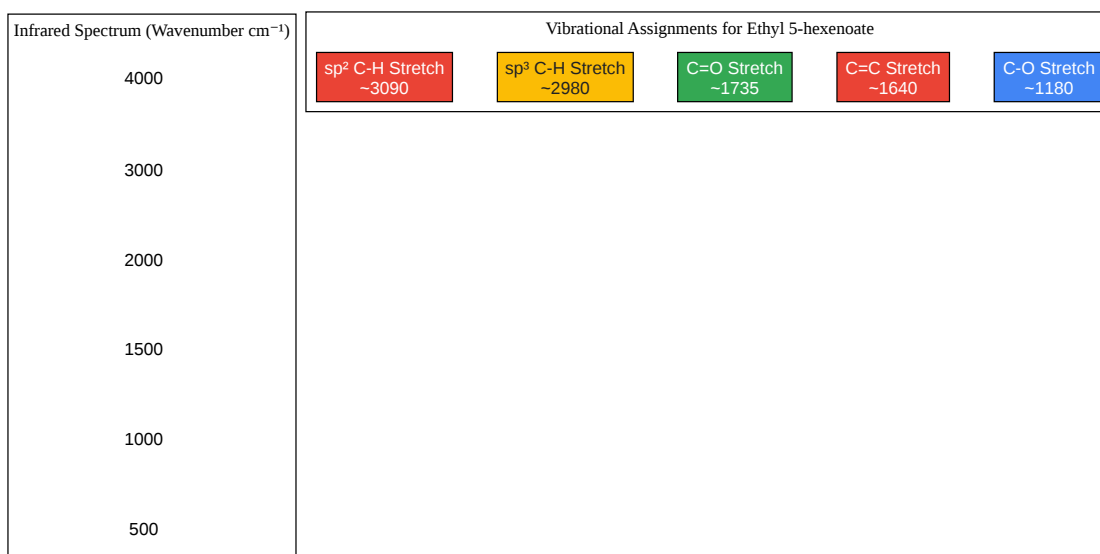 Infrared Spectrum (Wavenumber cm⁻¹)
4000
3000
2000
1500
1000
500
Vibrational Assignments for Ethyl 5-hexenoate
sp² C-H Stretch
~3090
sp³ C-H Stretch
~2980
C=O Stretch
~1735
C=C Stretch
~1640
C-O Stretch
~1180